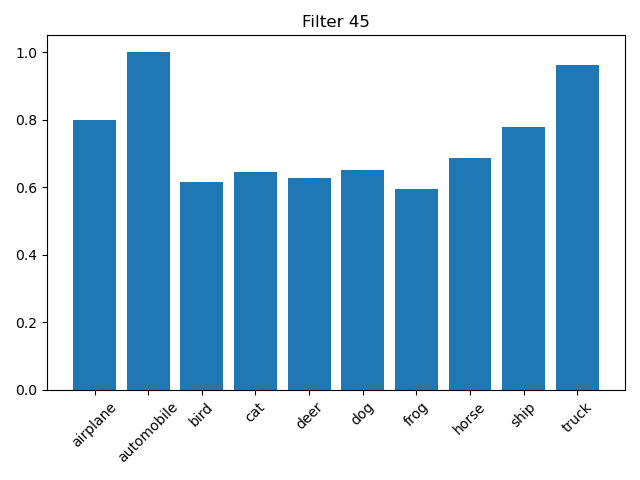 Filter 45
1.0
0.8
0.6
0.4
0.2
0.0
airplane
automobile
bird
cat
deer
dog
frog
horse
ship
truck